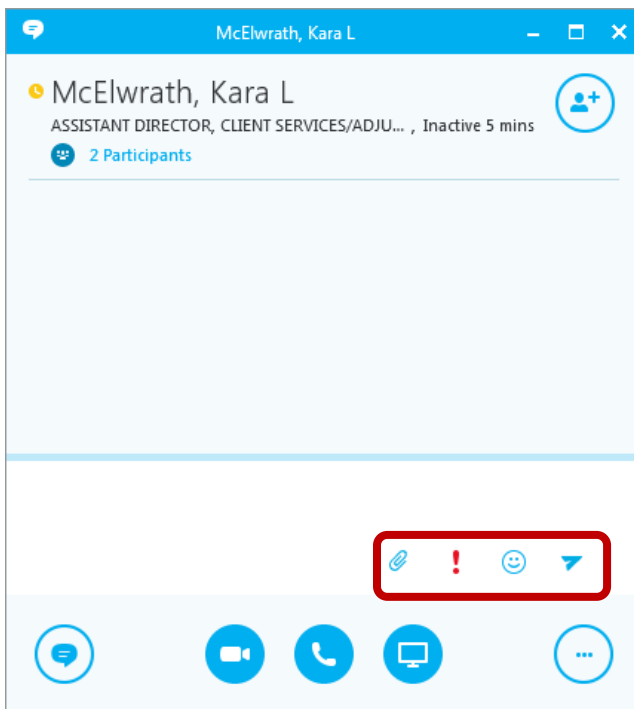 McElwrath, Kara L
McElwrath, Kara L
ASSISTANT DIRECTOR, CLIENT SERVICES/ADJU... , Inactive 5 mins
2 Participants